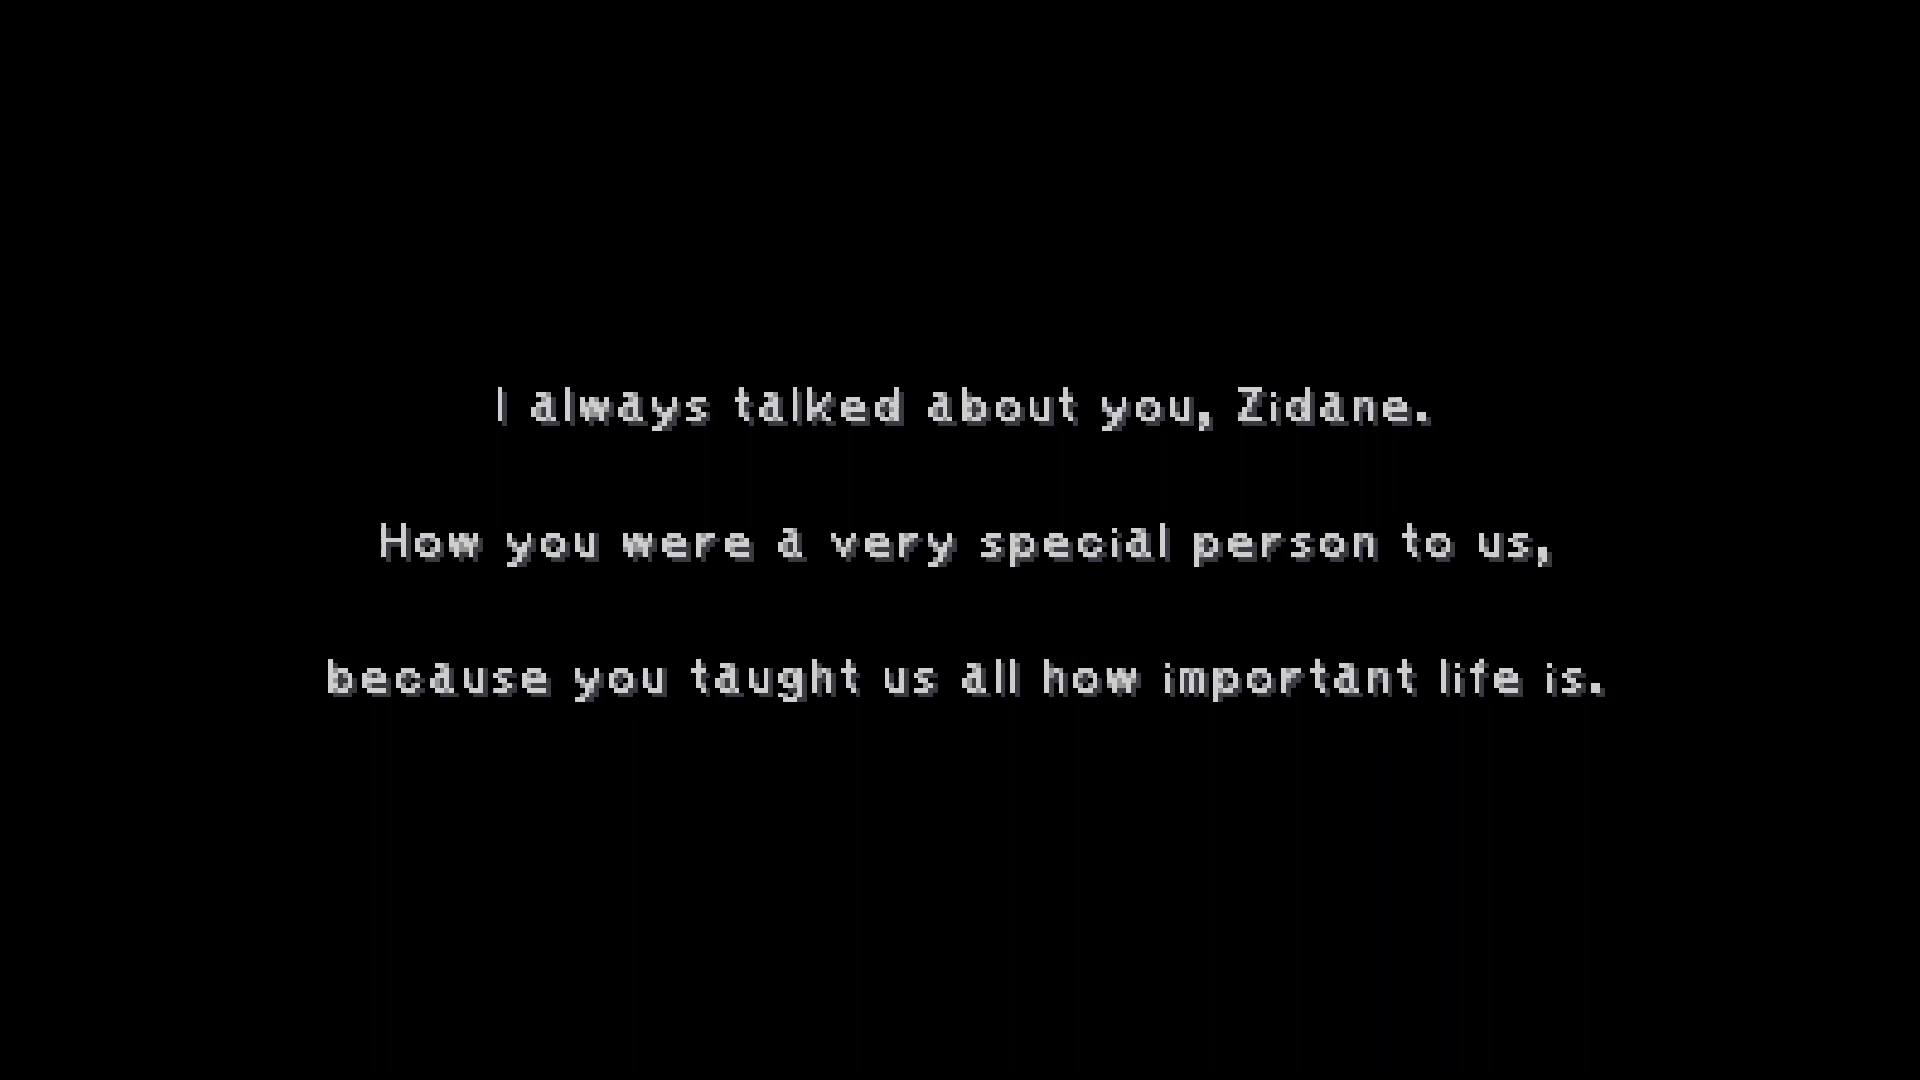 I always talked about you, Zidane.
How you were a very special person to us,
because you taught us all how important life is.